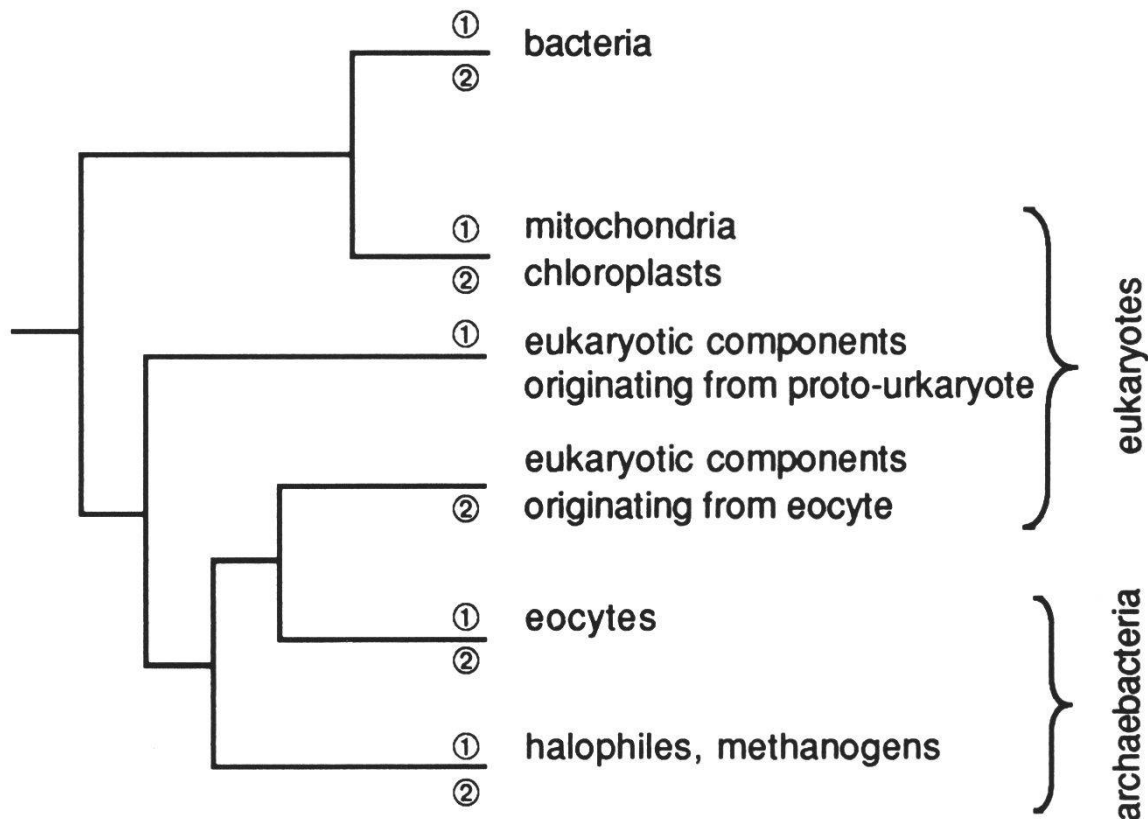 ①
bacteria
②
①
mitochondria
②
chloroplasts
①
eukaryotic components
originating from proto-urkaryote
eukaryotic components
②
originating from eocyte
eukaryotes
①
eocytes
②
①
halophiles, methanogens
②
archaebacteria